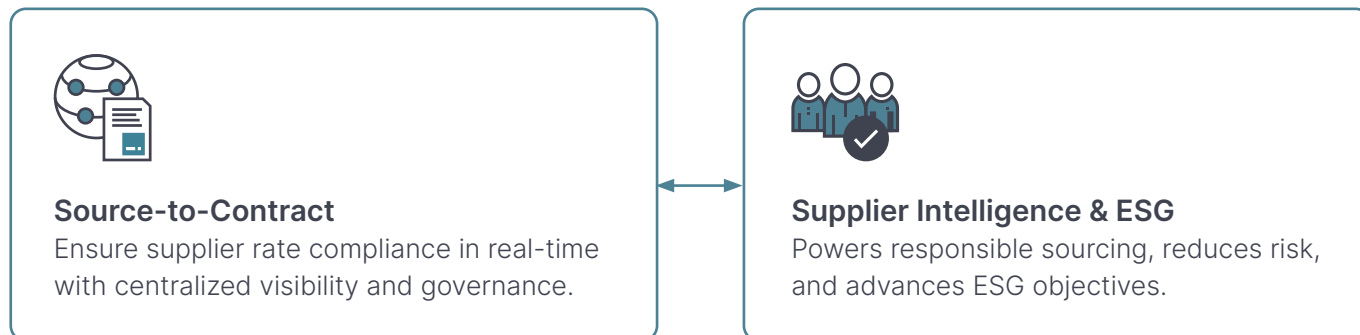 Source-to-Contract
Ensure supplier rate compliance in real-time
with centralized visibility and governance.
Supplier Intelligence & ESG
Powers responsible sourcing, reduces risk,
and advances ESG objectives.